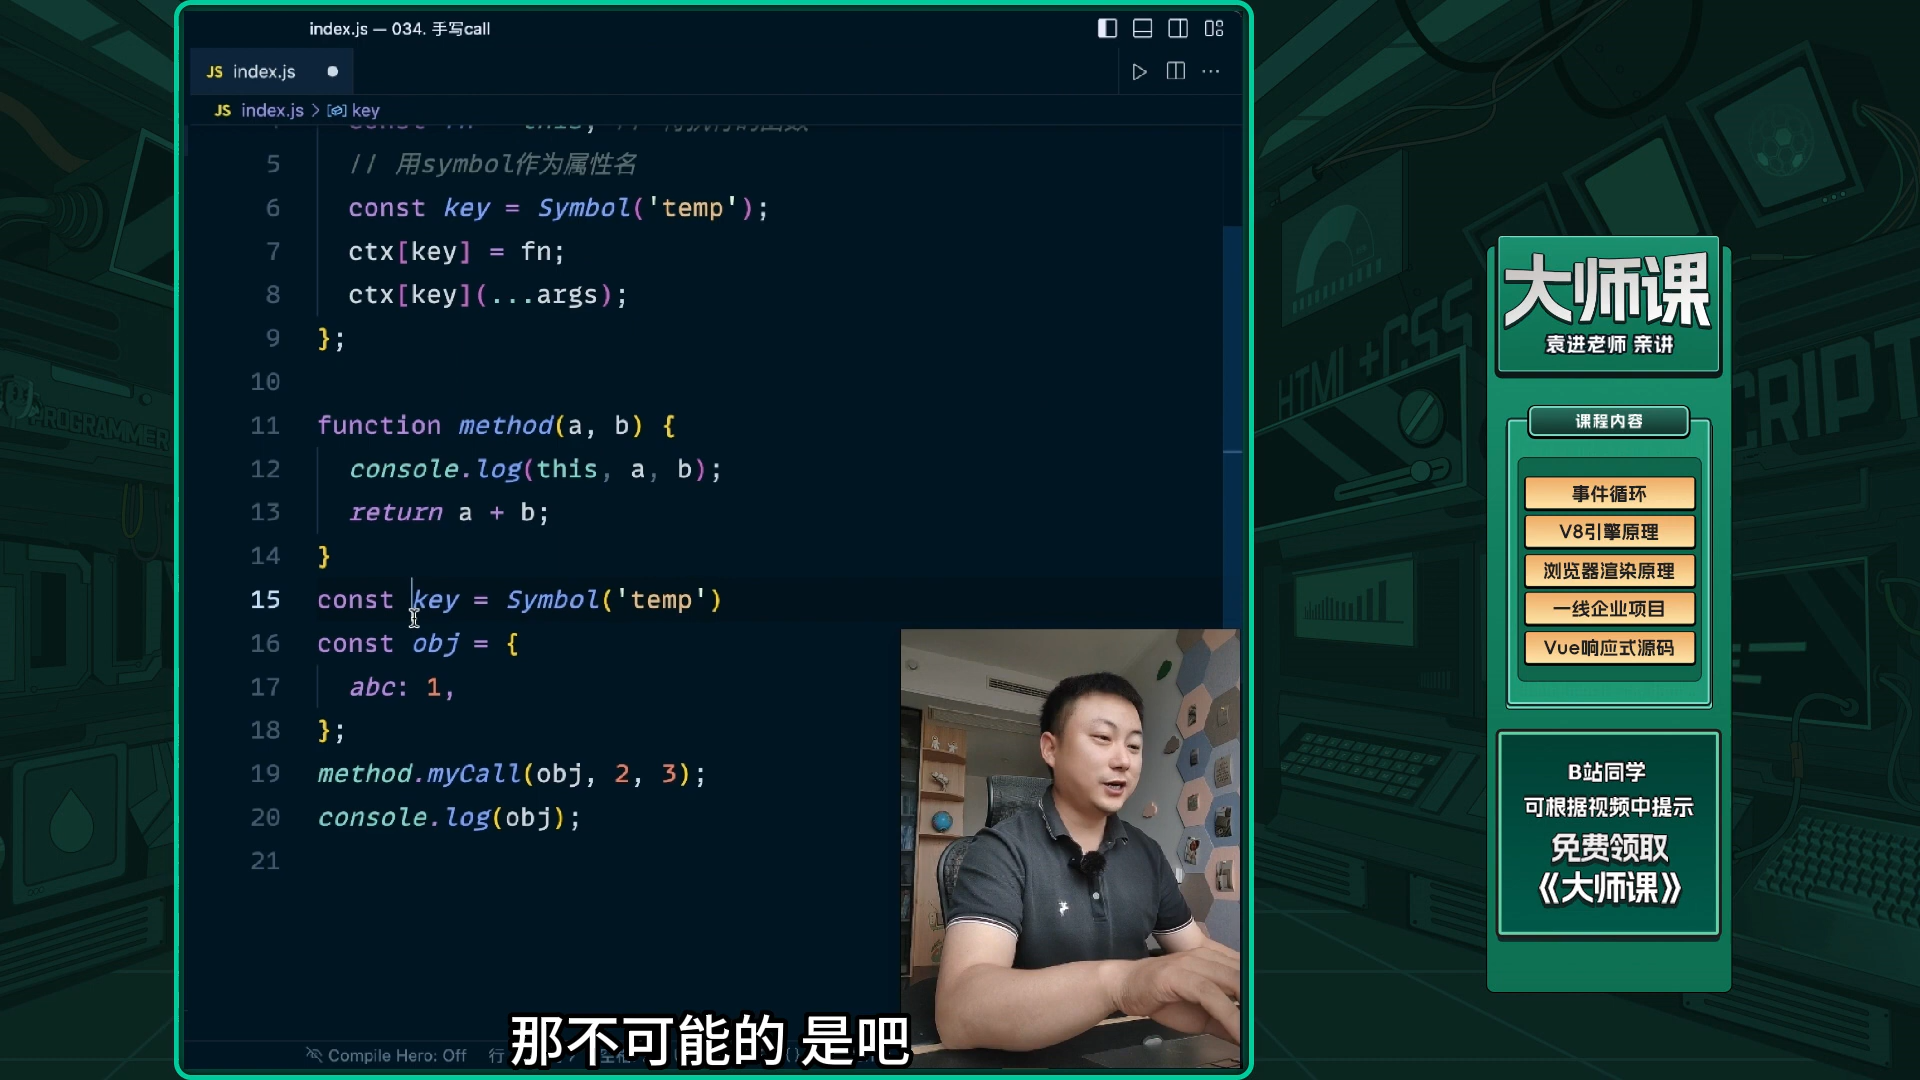 index.js — 034. 手写call
JS index.js
JS index.js > key
5 // 用symbol作为属性名
6 const key = Symbol('temp');
7 ctx[key] = fn;
8 ctx[key](...args);
9 };
10
11 function method(a, b) {
12 console.log(this, a, b);
13 return a + b;
14 }
15 const key = Symbol('temp')
16 const obj = {
17 abc: 1,
18 };
19 method.myCall(obj, 2, 3);
20 console.log(obj);
21
Compile Hero: Off 行
那不可能的 是吧
大师课
袁进老师 亲讲
课程内容
事件循环
V8引擎原理
浏览器渲染原理
一线企业项目
Vue响应式源码
B站同学
可根据视频中提示
免费领取
《大师课》
PROGRAMMER
HTML+CSS